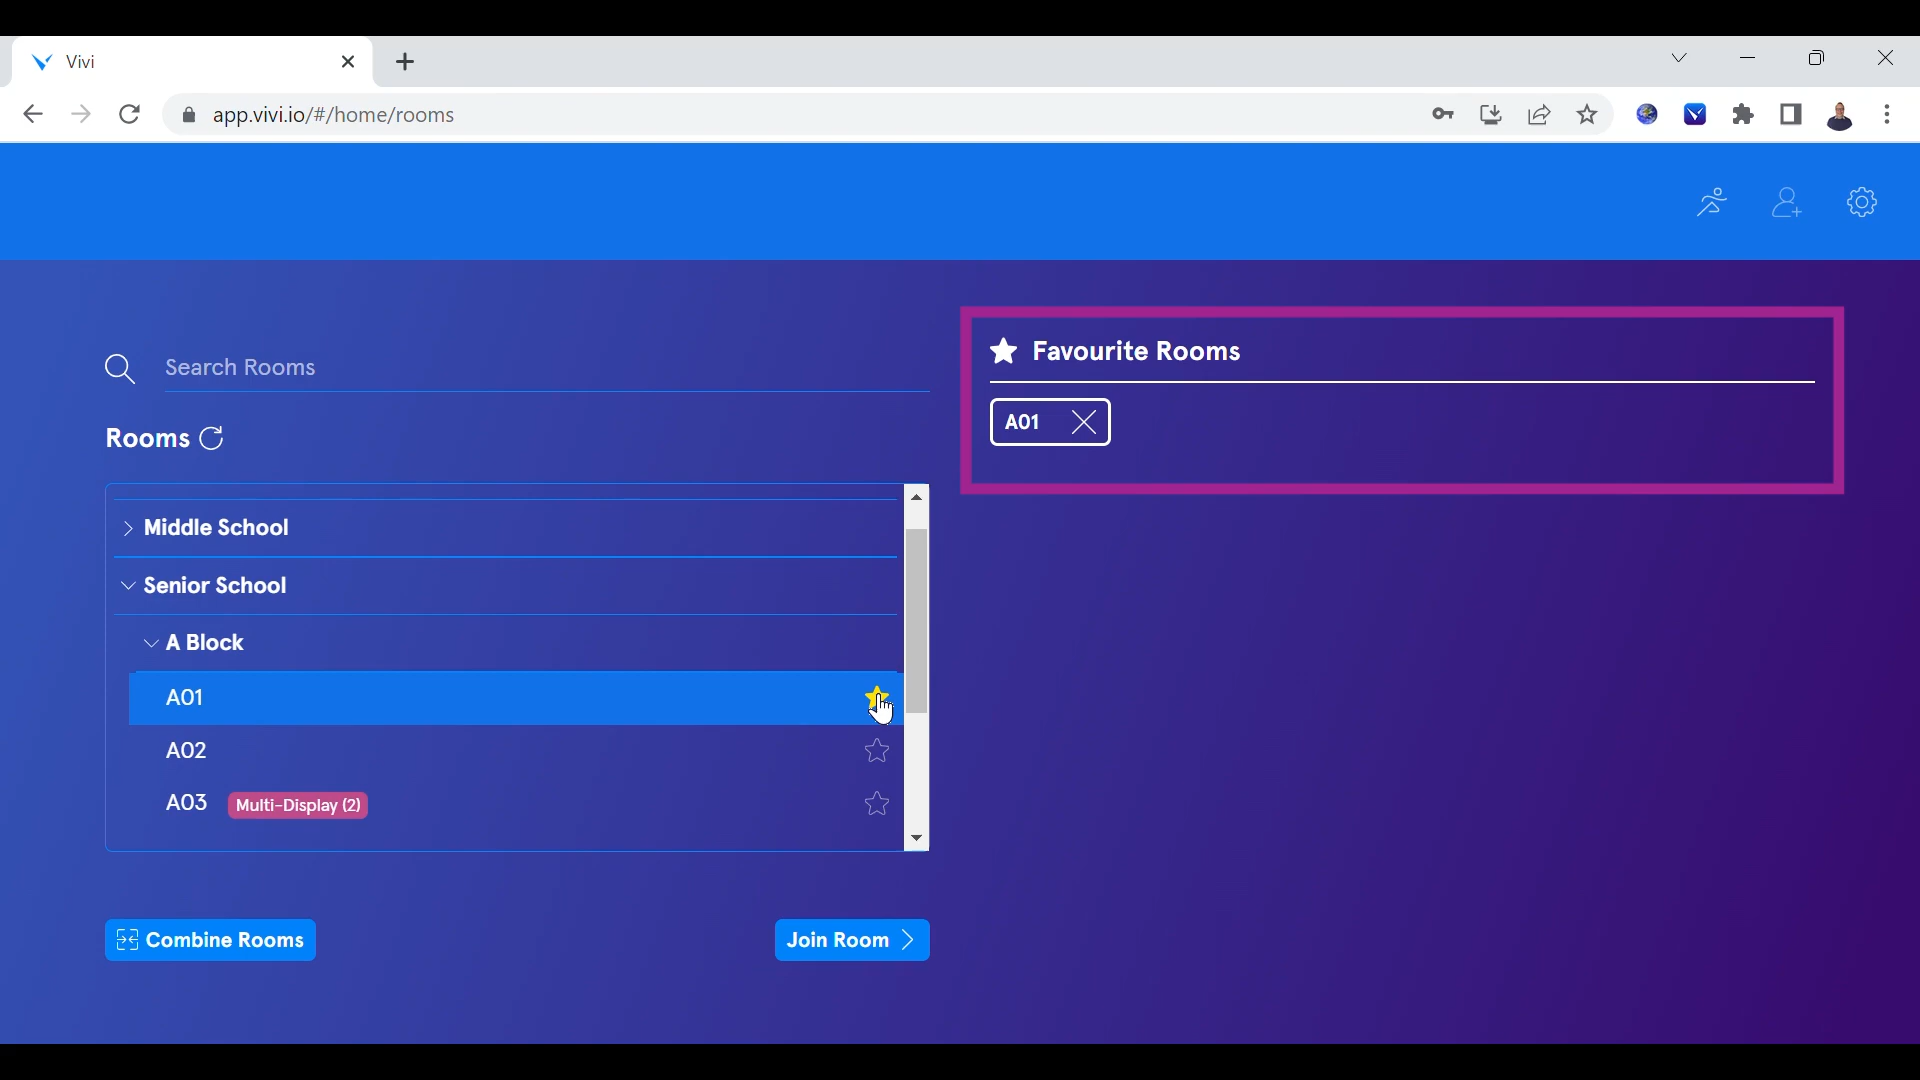 Vivi
app.vivi.io/#/home/rooms
Search Rooms
Rooms
Middle School
Senior School
A Block
A01
A02
A03 Multi-Display (2)
Combine Rooms
Join Room
Favourite Rooms
A01